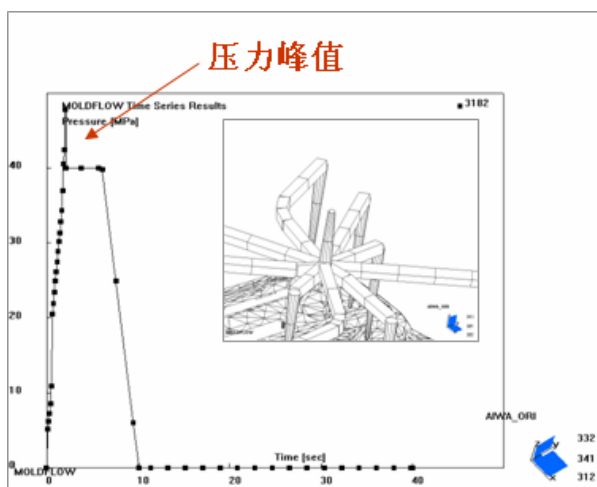 压力峰值
MOLDFLOW Time Series Results
3182
Pressure [MPa]
40
30
20
10
0
MOLDFLOW
0
10
20
30
40
Time [sec]
AIWA_ORI
332
341
312